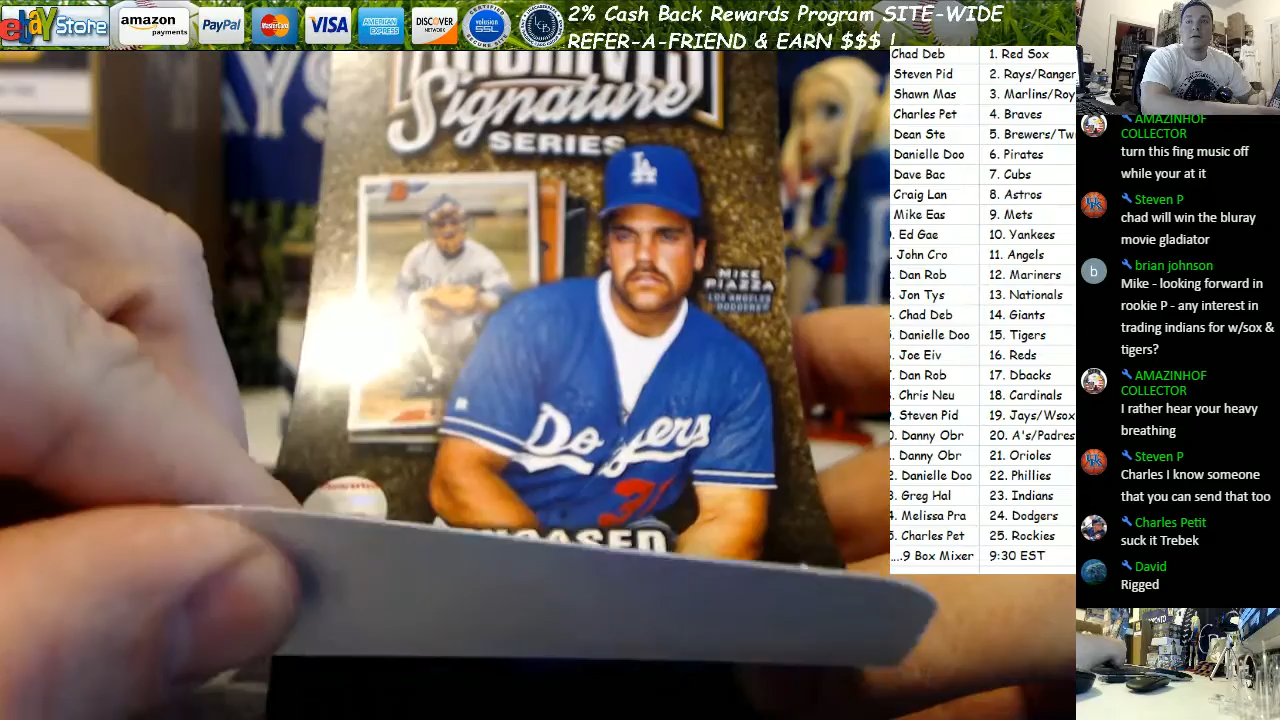 ebay Store
amazon
payments
PayPal
MasterCard
VISA
AMERICAN
EXPRESS
DISCOVER
NETWORK
CERTIFIED
volusion
SSL
2% Cash Back Rewards Program SITE-WIDE
REFER-A-FRIEND & EARN $$$ !
Signature
SERIES
LA
MIKE
PIAZZA
LOS ANGELES
DODGERS
Dodgers
31
Chad Deb 1. Red Sox
Steven Pid 2. Rays/Ranger
Shawn Mas 3. Marlins/Roy
Charles Pet 4. Braves
Dean Ste 5. Brewers/Tw
Danielle Doo 6. Pirates
Dave Bac 7. Cubs
Craig Lan 8. Astros
Mike Eas 9. Mets
. Ed Gae 10. Yankees
. John Cro 11. Angels
. Dan Rob 12. Mariners
. Jon Tys 13. Nationals
. Chad Deb 14. Giants
. Danielle Doo 15. Tigers
. Joe Eiv 16. Reds
. Dan Rob 17. Dbacks
. Chris Neu 18. Cardinals
. Steven Pid 19. Jays/Wsox
. Danny Obr 20. A's/Padres
. Danny Obr 21. Orioles
2. Danielle Doo 22. Phillies
3. Greg Hal 23. Indians
4. Melissa Pra 24. Dodgers
5. Charles Pet 25. Rockies
....9 Box Mixer 9:30 EST
AMAZINHOF
COLLECTOR
turn this fing music off
while your at it
Steven P
chad will win the bluray
movie gladiator
b
brian johnson
Mike - looking forward in
rookie P - any interest in
trading indians for w/sox &
tigers?
AMAZINHOF
COLLECTOR
I rather hear your heavy
breathing
Steven P
Charles I know someone
that you can send that too
Charles Petit
suck it Trebek
David
Rigged